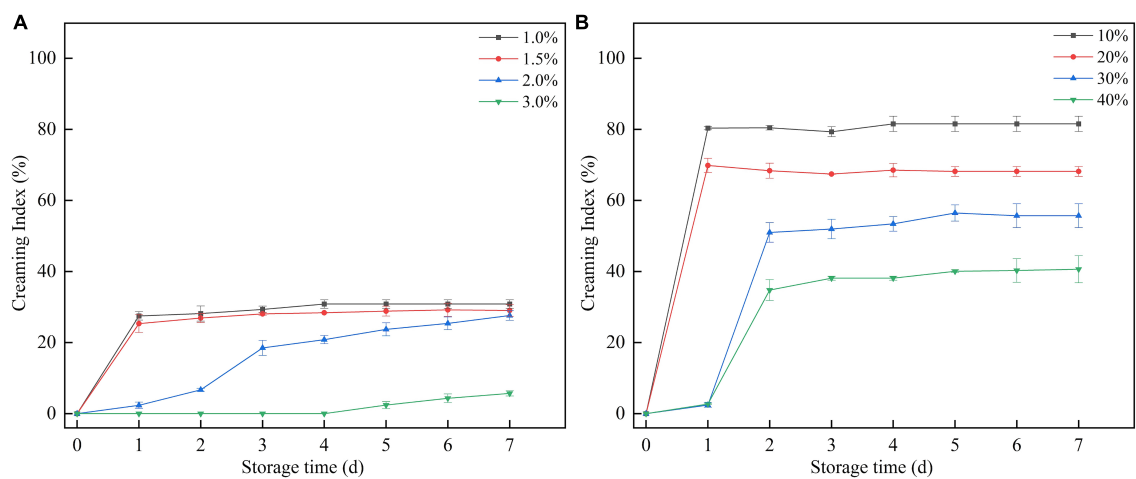 A
1.0%
1.5%
2.0%
3.0%
100
80
60
40
20
0
Creaming Index (%)
0 1 2 3 4 5 6 7
Storage time (d)
B
10%
20%
30%
40%
100
80
60
40
20
0
Creaming Index (%)
0 1 2 3 4 5 6 7
Storage time (d)